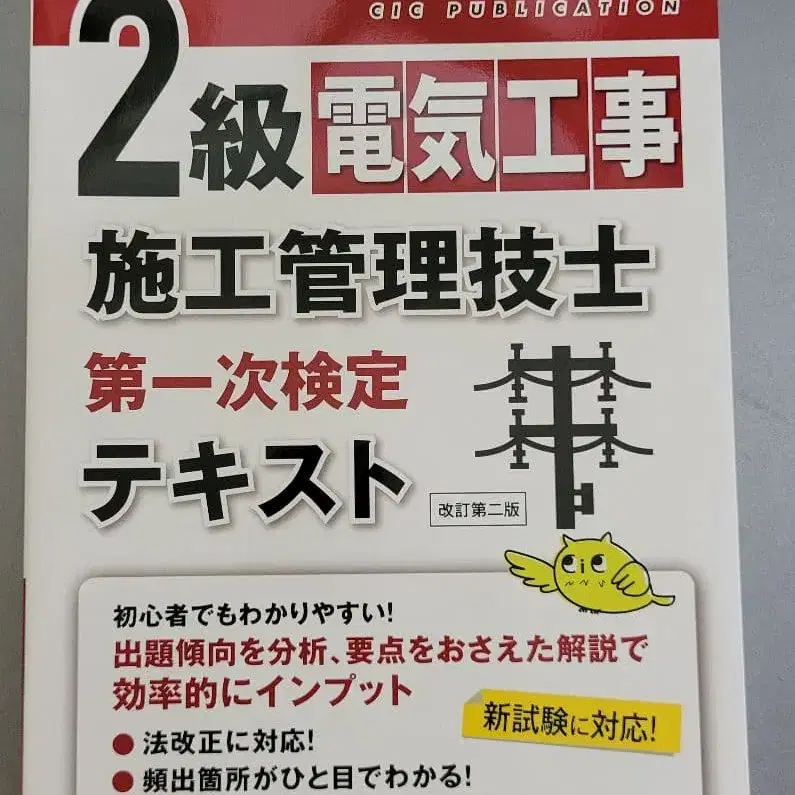 CIC PUBLICATION
2級電気工事
施工管理技士
第一次検定
テキスト
改訂第二版
CiC
初心者でもわかりやすい!
出題傾向を分析、要点をおさえた解説で
効率的にインプット
新試験に対応!
● 法改正に対応!
● 頻出箇所がひと目でわかる!